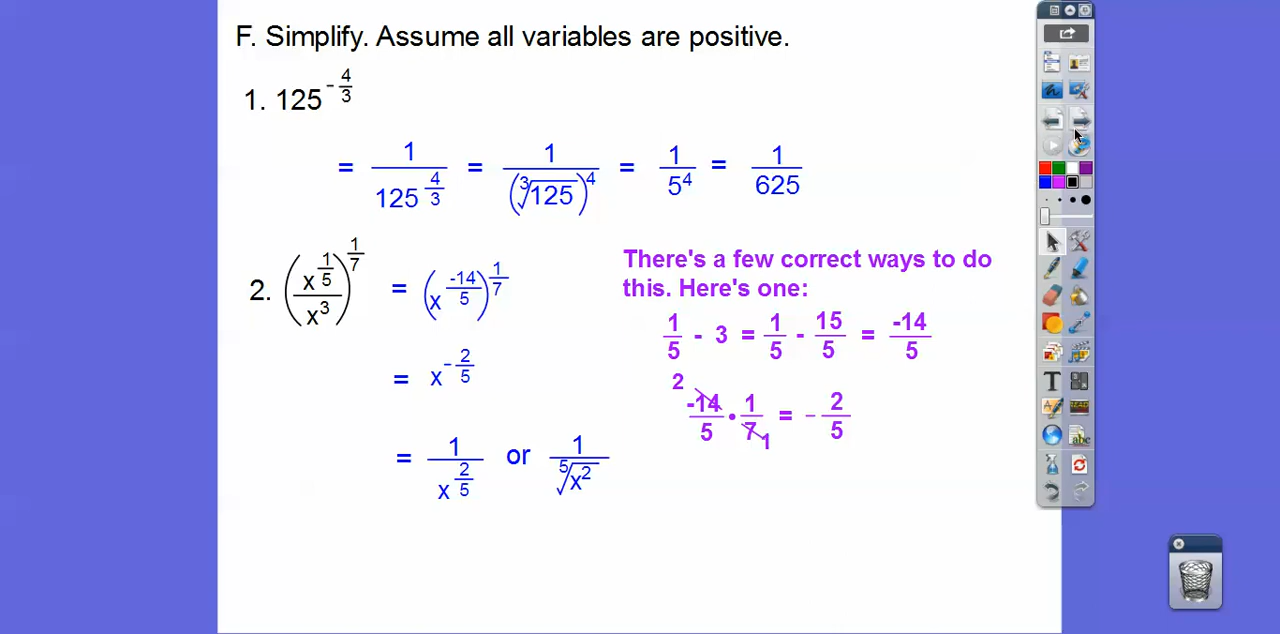 F. Simplify. Assume all variables are positive.
1. 125^(-4/3)
= 1/125^(4/3) = 1/(∛125)^4 = 1/5^4 = 1/625
2. (x^(1/5)/x^3)^(1/7) = (x^(-14/5))^(1/7)
= x^(-2/5)
= 1/x^(2/5) or 1/⁵√x^2
There's a few correct ways to do
this. Here's one:
1/5 - 3 = 1/5 - 15/5 = -14/5
2
-14/5 • 1/7 = -2/5
1